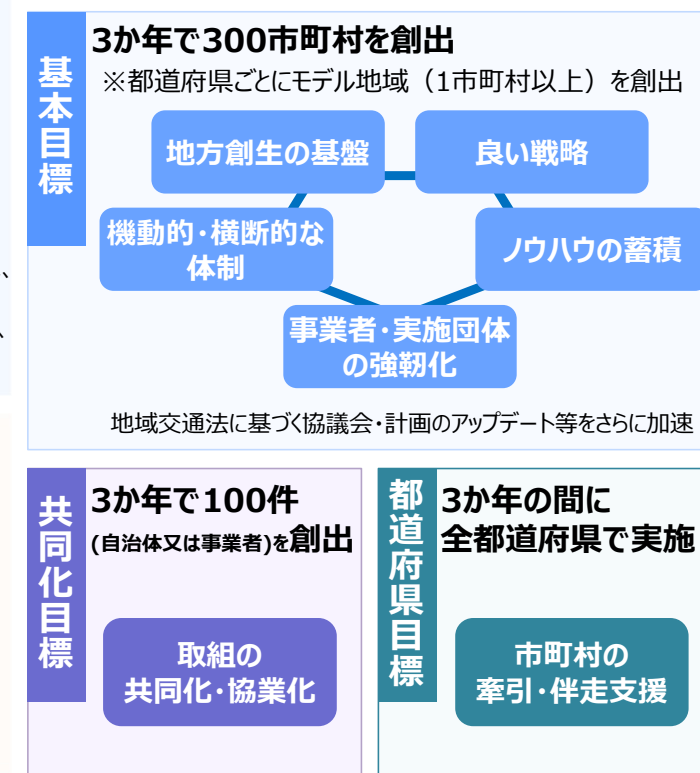 基本目標
3か年で300市町村を創出
※都道府県ごとにモデル地域（1市町村以上）を創出
地方創生の基盤
良い戦略
機動的・横断的な
体制
ノウハウの蓄積
事業者・実施団体
の強靭化
地域交通法に基づく協議会・計画のアップデート等をさらに加速
共同化目標
3か年で100件
(自治体又は事業者)を創出
取組の
共同化・協業化
都道府県目標
3か年の間に
全都道府県で実施
市町村の
牽引・伴走支援